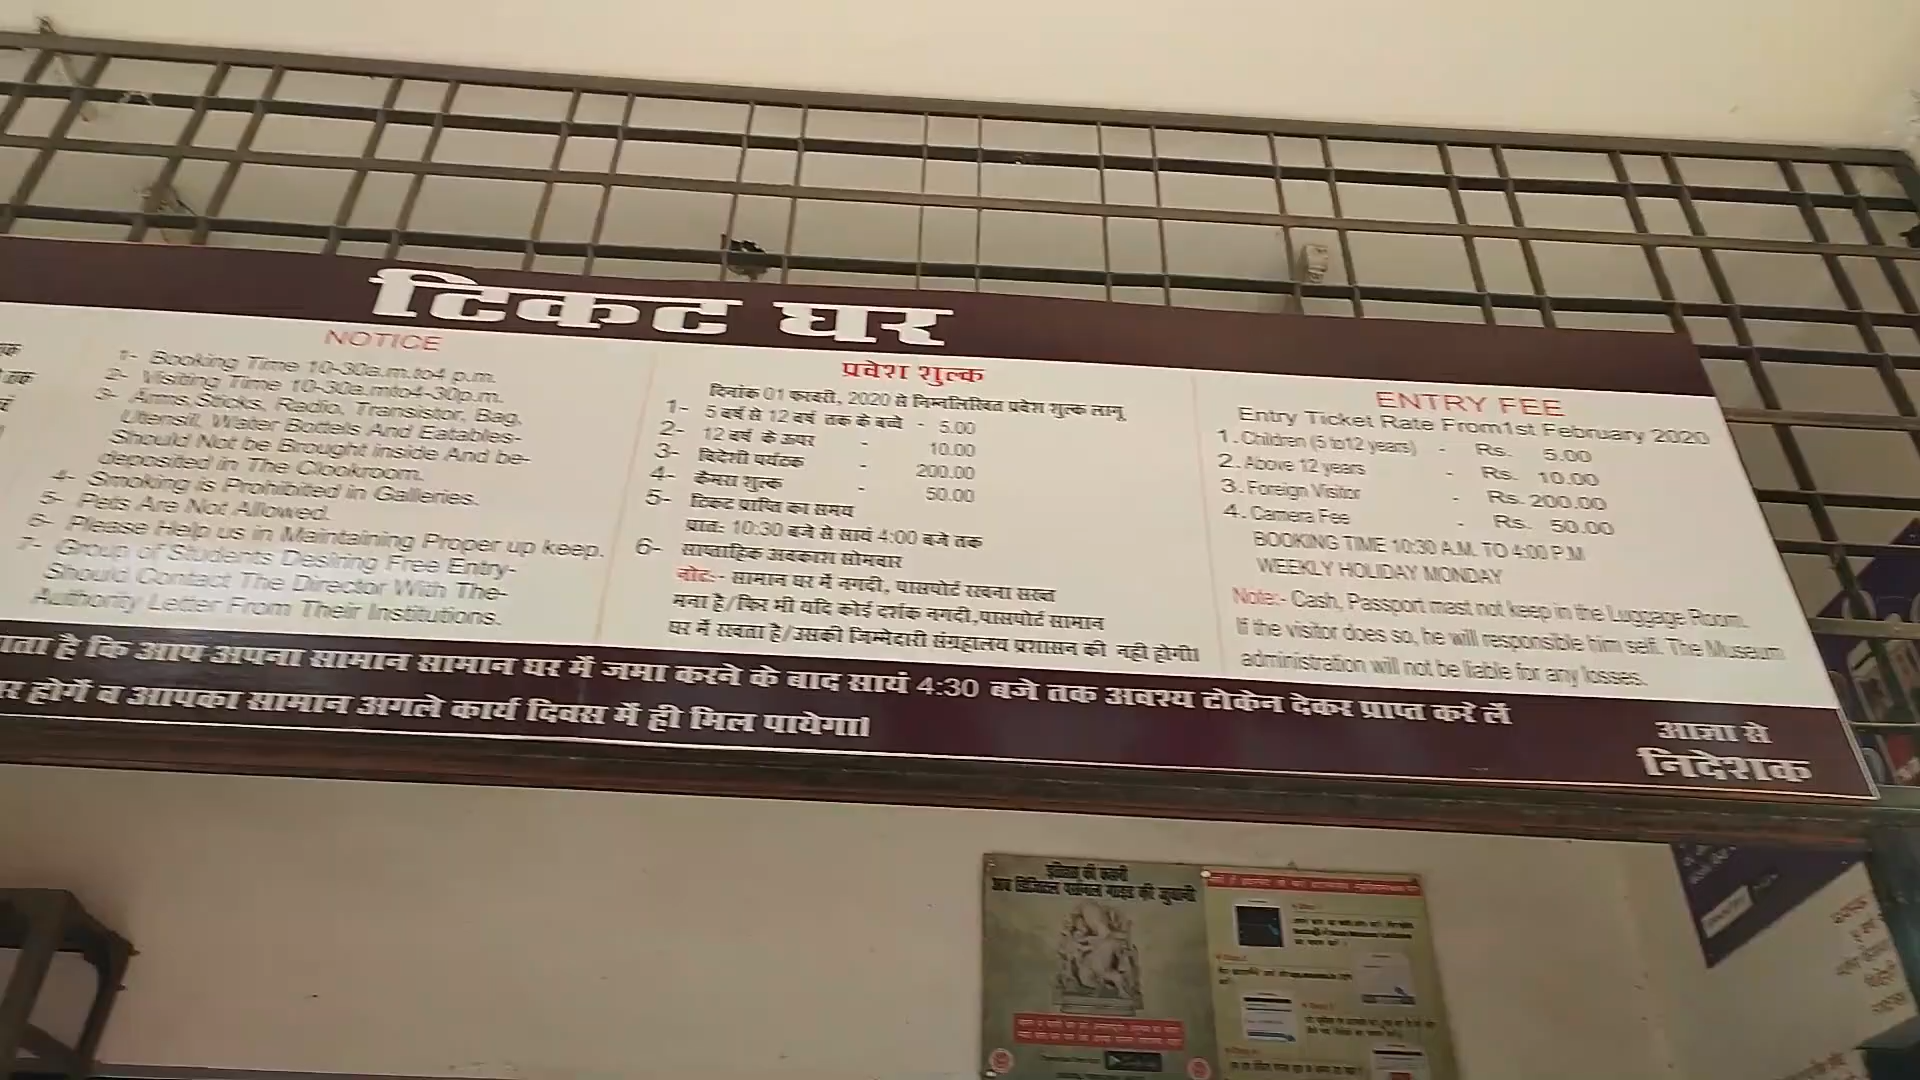 टिकट घर
NOTICE
1- Booking Time 10-30a.m.to4 p.m.
2- Visiting Time 10-30a.mto4-30p.m.
3- Arms,Sticks, Radio, Transistor, Bag,
Utensil, Water Bottels And Eatables-
Should Not be Brought inside And be-
deposited in The Clookroom.
4- Smoking is Prohibited in Galleries.
5- Pets Are Not Allowed.
6- Please Help us in Maintaining Proper up keep.
7- Group of Students Desiring Free Entry-
Should Contact The Director With The-
Authority Letter From Their Institutions.
प्रवेश शुल्क
दिनांक 01 फरवरी, 2020 से निम्नलिखित प्रवेश शुल्क लागू
1- 5 वर्ष से 12 वर्ष तक के बच्चे - 5.00
2- 12 वर्ष के ऊपर - 10.00
3- विदेशी पर्यटक - 200.00
4- कैमरा शुल्क - 50.00
5- टिकट प्राप्ति का समय
प्रातः 10:30 बजे से सायं 4:00 बजे तक
6- साप्ताहिक अवकाश सोमवार
नोटः- सामान घर में नगदी, पासपोर्ट रखना सख्त
मना है/फिर भी यदि कोई दर्शक नगदी,पासपोर्ट सामान
घर में रखता है/उसकी जिम्मेदारी संग्रहालय प्रशासन की नही होगी।
ENTRY FEE
Entry Ticket Rate From1st February 2020
1. Children (5 to12 years) - Rs. 5.00
2. Above 12 years - Rs. 10.00
3. Foreign Visitor - Rs. 200.00
4. Camera Fee - Rs. 50.00
BOOKING TIME 10:30 A.M. TO 4:00 P.M
WEEKLY HOLIDAY MONDAY
Note:- Cash, Passport mast not keep in the Luggage Room.
If the visitor does so, he will responsible him self. The Museum
administration will not be liable for any losses.
है कि आप अपना सामान सामान घर में जमा करने के बाद सायं 4:30 बजे तक अवश्य टोकेन देकर प्राप्त करे लें
होगें व आपका सामान अगले कार्य दिवस में ही मिल पायेगा।
आज्ञा से
निदेशक
इतिहास की कहानी
अब डिजिटल पर्सनल गाइड की जुबानी